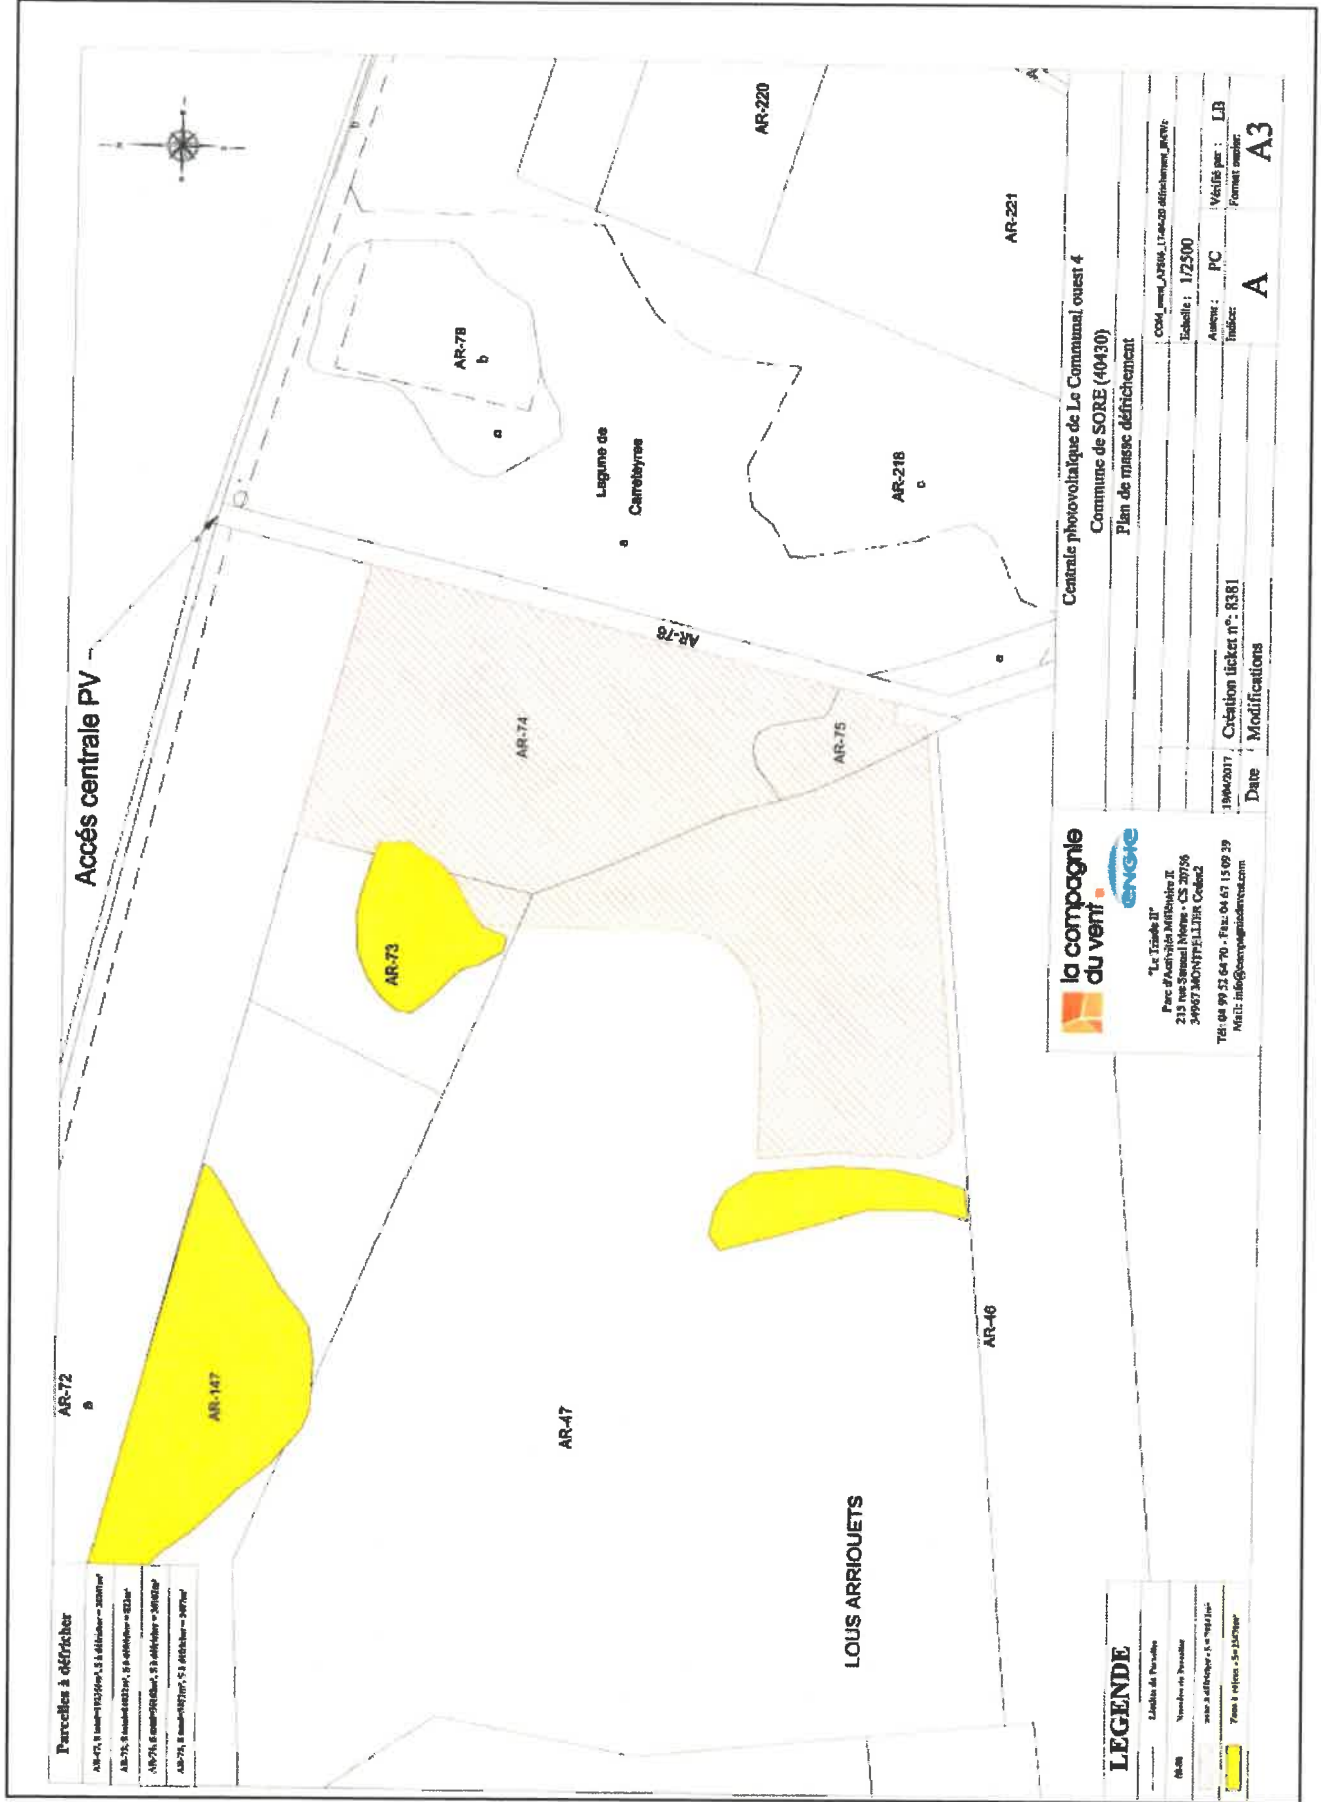 Accés centrale PV
AR-72
a
AR-147
AR-73
AR-74
AR-75
AR-76
AR-47
AR-46
LOUS ARRIOUETS
AR-78
b
a
Lagune de
Carreteyres
a
AR-218
c
e
AR-220
AR-221
b
Parcelles à défricher
LEGENDE
Limites de Parcelles
la compagnie
du vent
ENGIE
"Le Triade II"
Parc d'Activités Millénaire II
215 rue Samuel Morse - CS 20756
34967 MONTPELLIER Cedex2
Tél: 04 99 52 64 70 - Fax: 04 67 15 09 39
Mail: info@compagnieduvent.com
Centrale photovoltaïque de Le Communal ouest 4
Commune de SORE (40430)
Plan de masse défrichement
Echelle : 1/2500
Auteur : PC
Vérifié par : LB
Indice: A
Format papier: A3
19/04/2017 Création ticket n°: 8381
Date Modifications